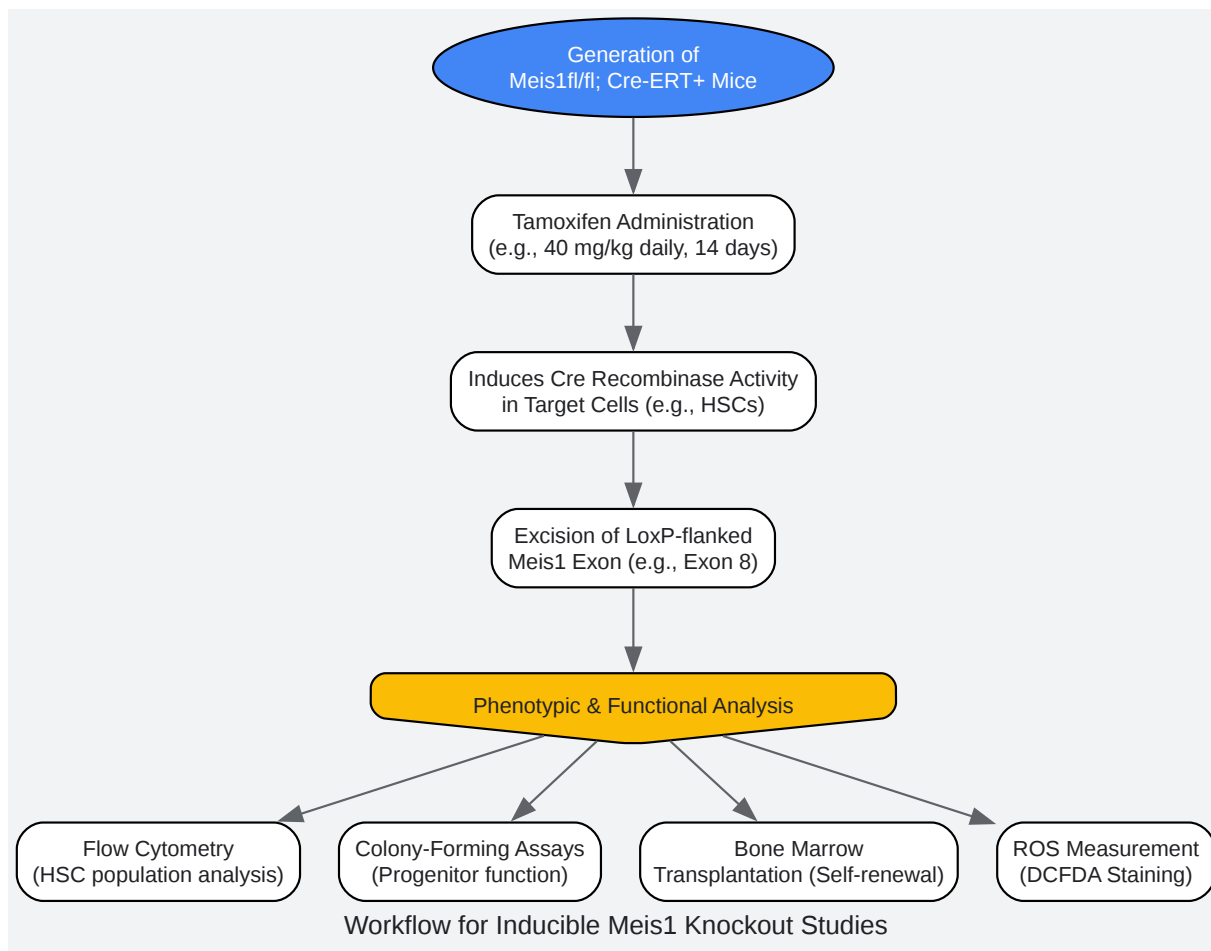 Generation of
Meis1fl/fl; Cre-ERT+ Mice
Tamoxifen Administration
(e.g., 40 mg/kg daily, 14 days)
Induces Cre Recombinase Activity
in Target Cells (e.g., HSCs)
Excision of LoxP-flanked
Meis1 Exon (e.g., Exon 8)
Phenotypic & Functional Analysis
Flow Cytometry
(HSC population analysis)
Colony-Forming Assays
(Progenitor function)
Bone Marrow
Transplantation (Self-renewal)
ROS Measurement
(DCFDA Staining)
Workflow for Inducible Meis1 Knockout Studies